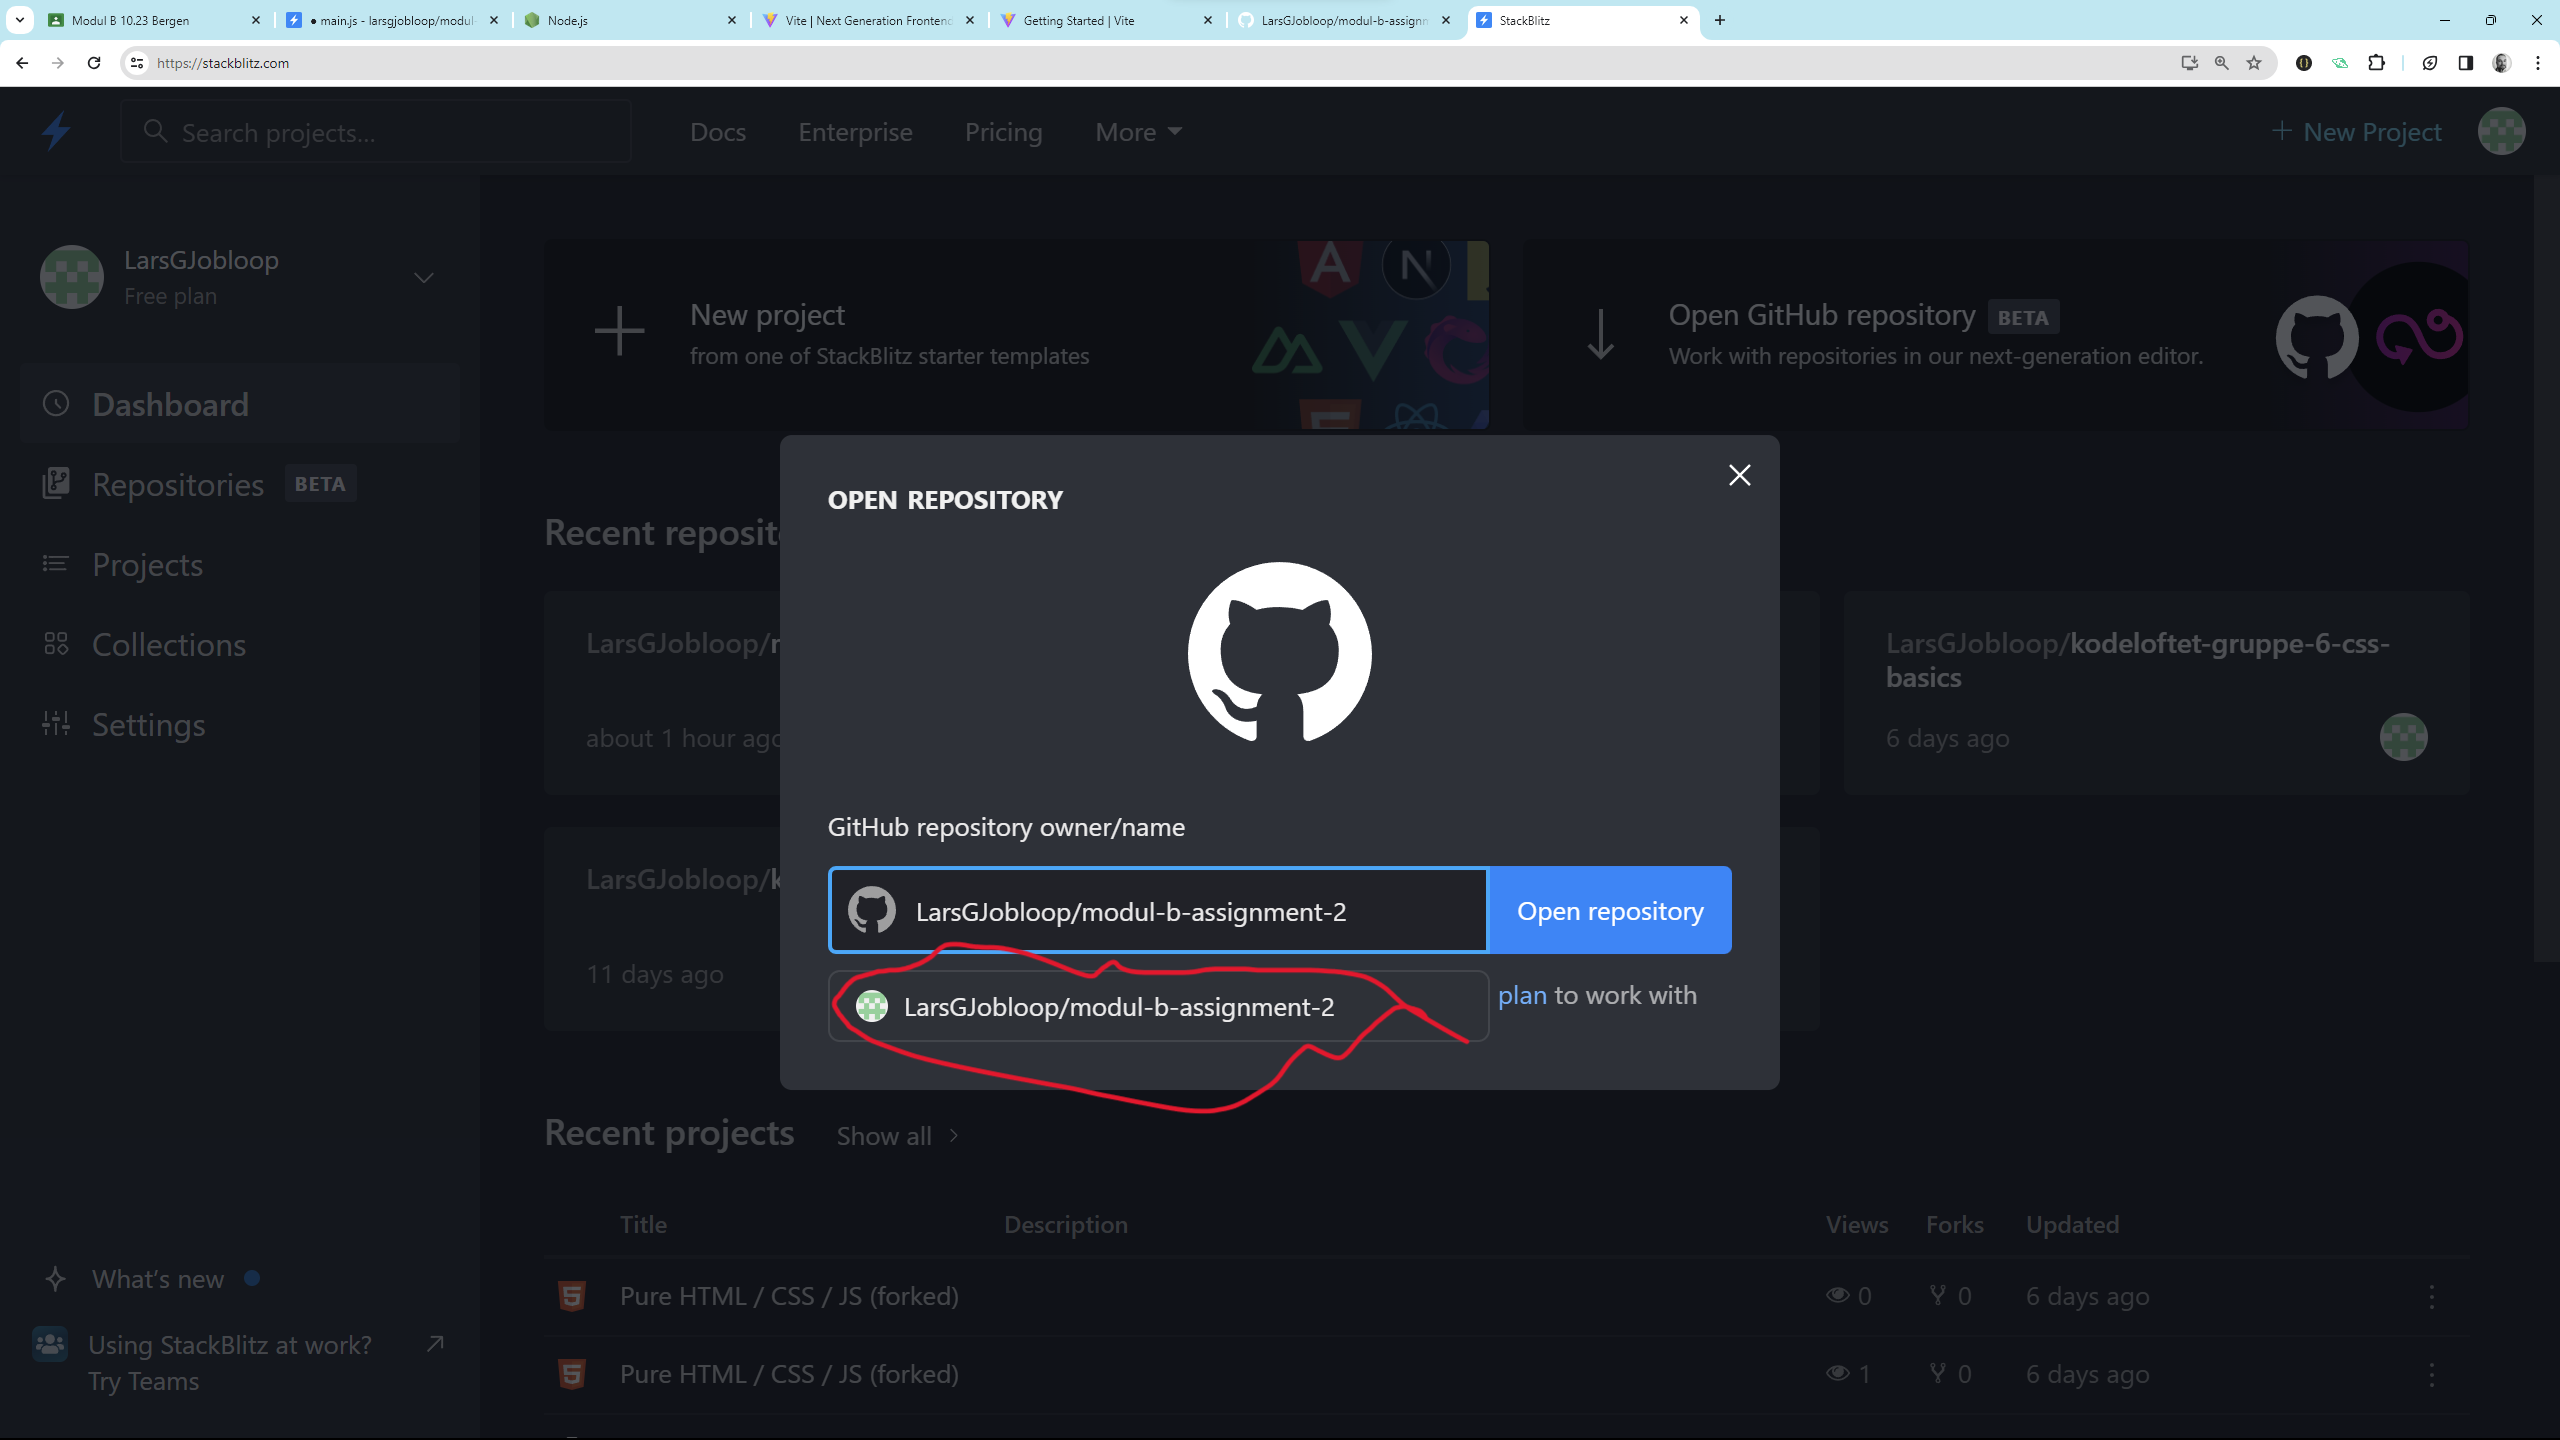 Modul B 10.23 Bergen
● main.js - larsgjobloop/modul-
Node.js
Vite | Next Generation Frontend
Getting Started | Vite
LarsGJobloop/modul-b-assignn
StackBlitz
https://stackblitz.com
Search projects...
Docs
Enterprise
Pricing
More
New Project
LarsGJobloop
Free plan
Dashboard
Repositories BETA
Projects
Collections
Settings
What's new
Using StackBlitz at work?
Try Teams
New project
from one of StackBlitz starter templates
Open GitHub repository BETA
Work with repositories in our next-generation editor.
Recent reposit
LarsGJobloop/
about 1 hour ago
LarsGJobloop/kodeloftet-gruppe-6-css-
basics
6 days ago
LarsGJobloop/k
11 days ago
OPEN REPOSITORY
GitHub repository owner/name
LarsGJobloop/modul-b-assignment-2
Open repository
LarsGJobloop/modul-b-assignment-2
plan to work with
Recent projects
Show all
Title Description Views Forks Updated
Pure HTML / CSS / JS (forked) 0 0 6 days ago
Pure HTML / CSS / JS (forked) 1 0 6 days ago